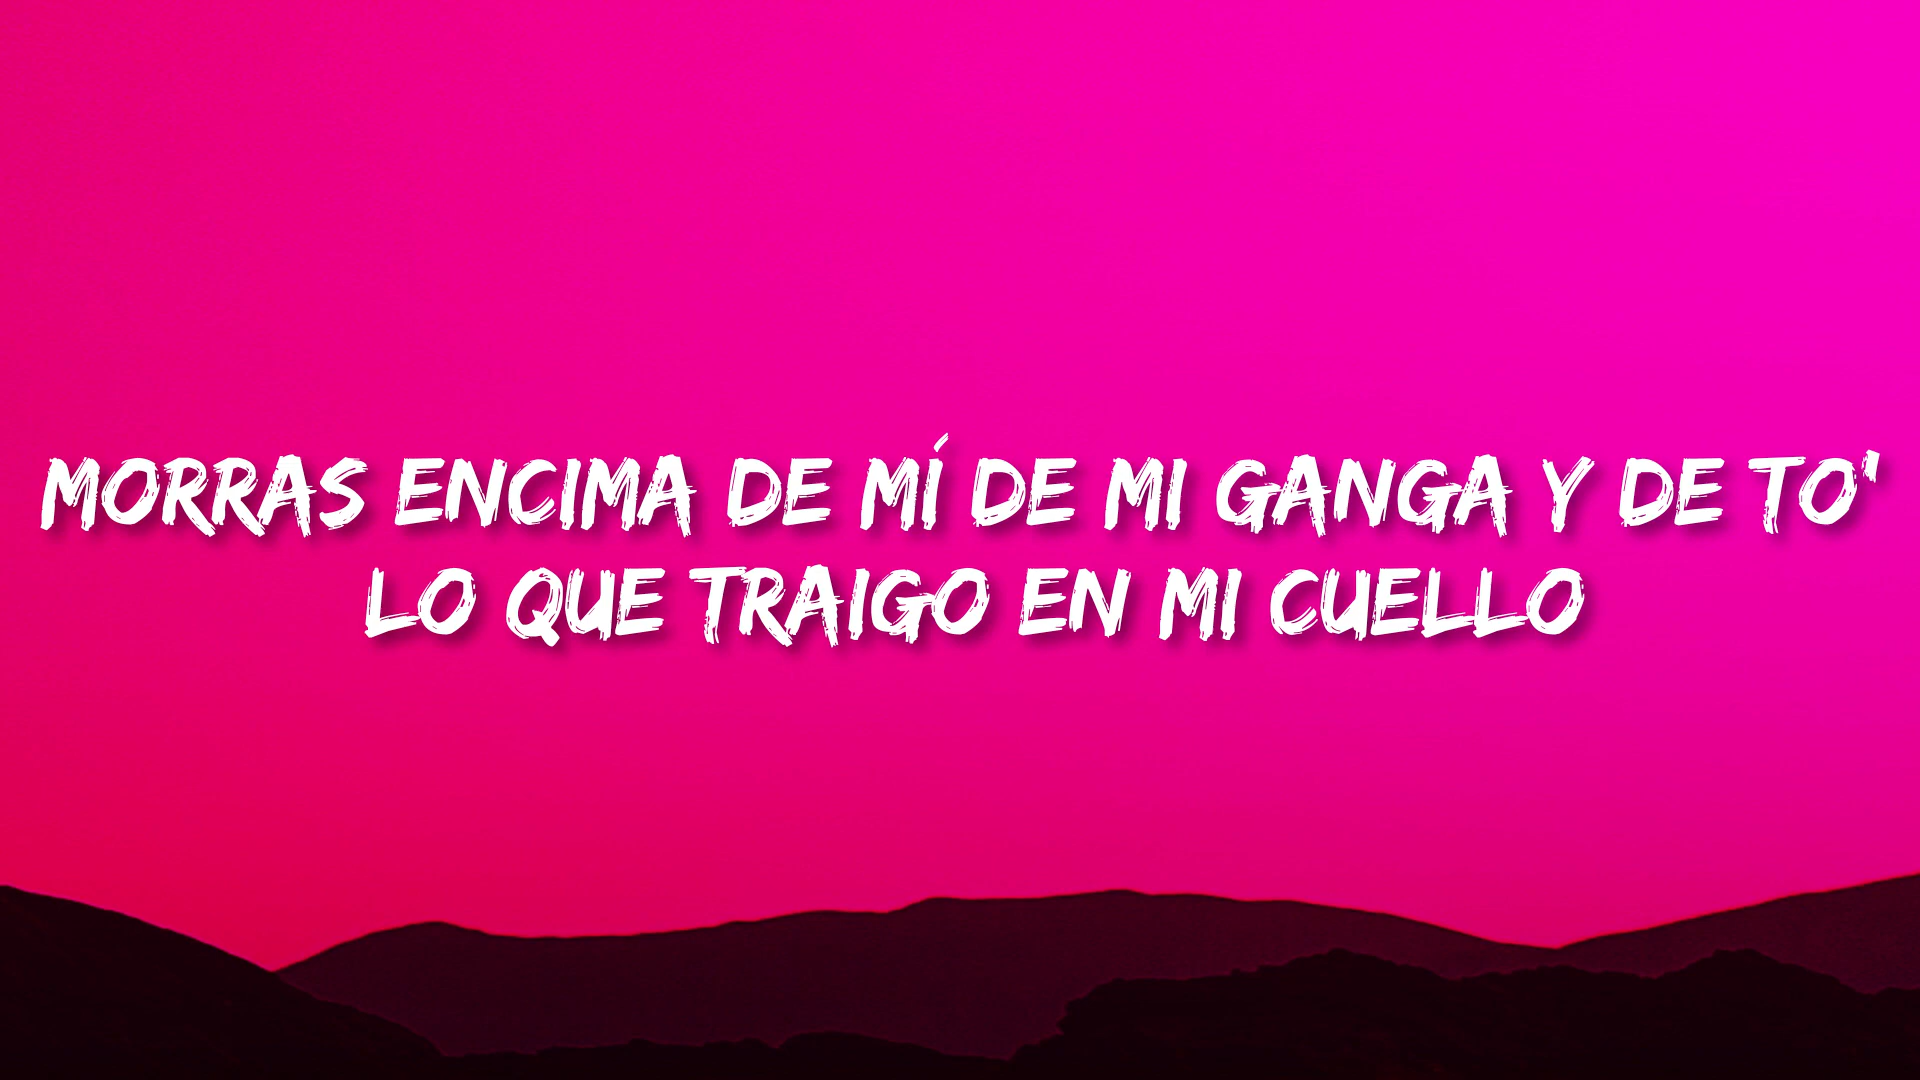 MORRAS ENCIMA DE MÍ DE MI GANGA Y DE TO'
LO QUE TRAIGO EN MI CUELLO